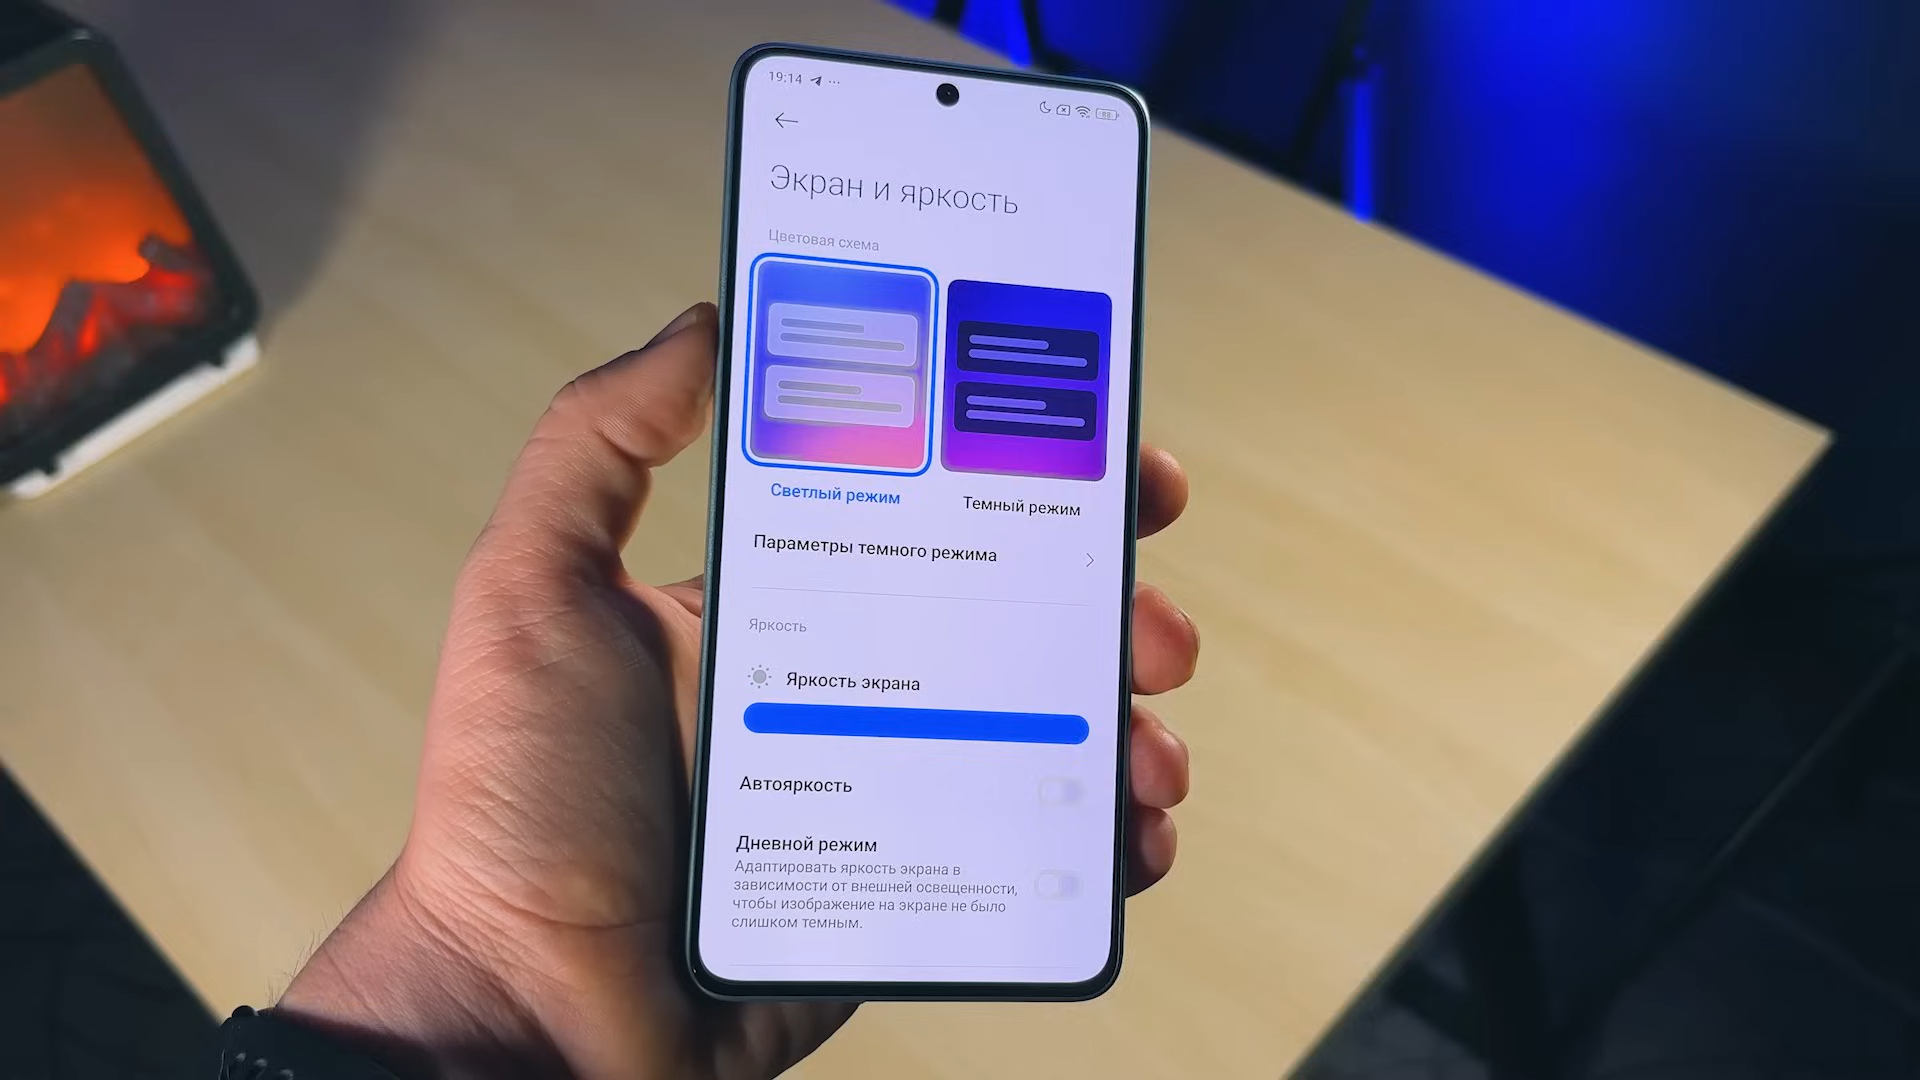 19:14 ...
88
Экран и яркость
Цветовая схема
Светлый режим
Темный режим
Параметры темного режима
Яркость
Яркость экрана
Автояркость
Дневной режим
Адаптировать яркость экрана в
зависимости от внешней освещенности,
чтобы изображение на экране не было
слишком темным.